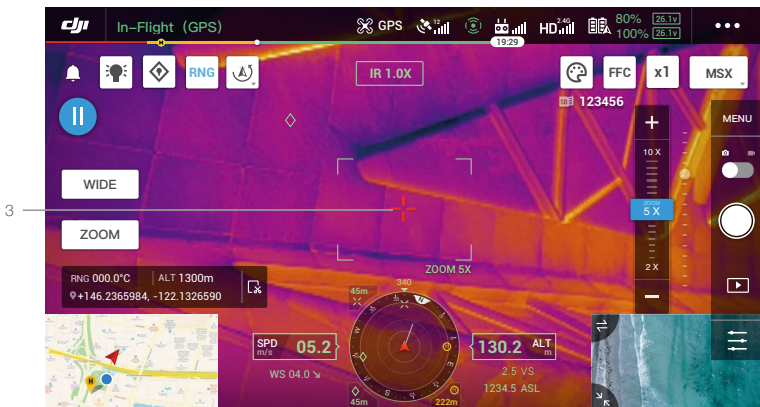 dji In-Flight (GPS) GPS 12 HD 2.4G 80% 26.1v
100% 26.1v
H 19:29
RNG IR 1.0X FFC x1 MSX
SD 123456
+ MENU
10 X
WIDE
3
ZOOM
5 X
ZOOM
2 X
ZOOM 5X
RNG 000.0°C ALT 1300m
+146.2365984, -122.1326590
340
45m
N
W
E
S
SPD
m/s
05.2
130.2 ALT
m
WS 04.0
2.5 VS
1234.5 ASL
H
45m 222m